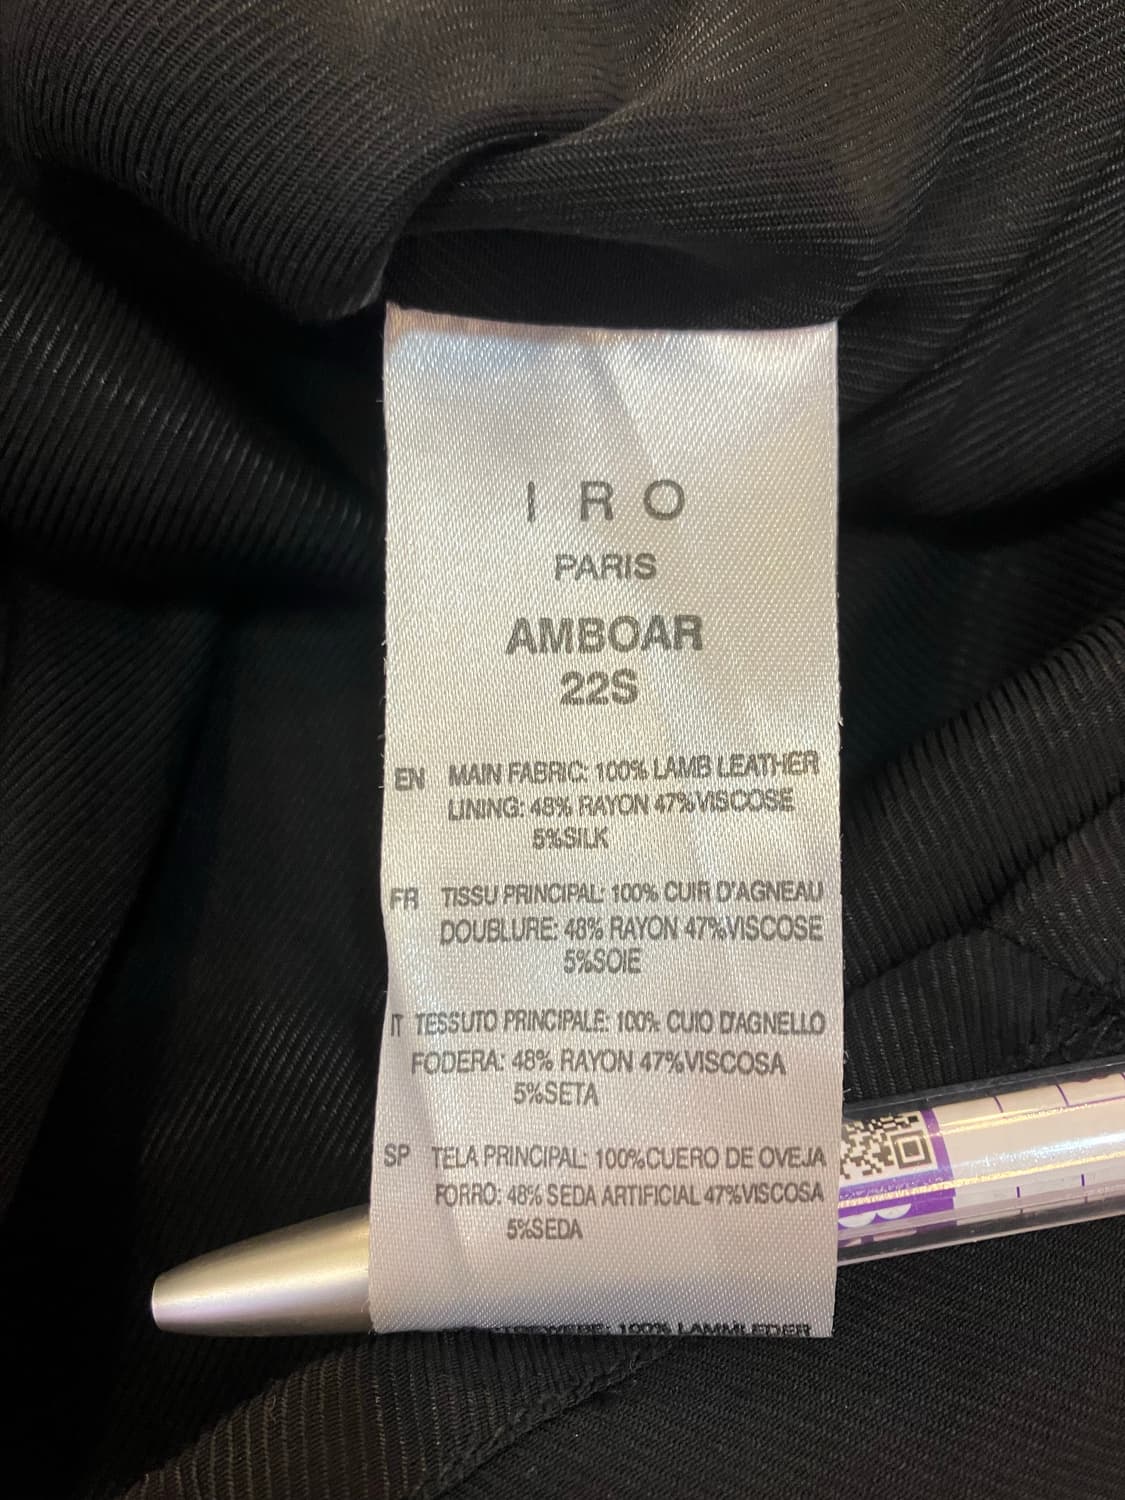 I R O
PARIS
AMBOAR
22S
EN MAIN FABRIC: 100% LAMB LEATHER
LINING: 48% RAYON 47%VISCOSE
5%SILK
FR TISSU PRINCIPAL: 100% CUIR D'AGNEAU
DOUBLURE: 48% RAYON 47%VISCOSE
5%SOIE
IT TESSUTO PRINCIPALE: 100% CUIO D'AGNELLO
FODERA: 48% RAYON 47%VISCOSA
5%SETA
SP TELA PRINCIPAL: 100%CUERO DE OVEJA
FORRO: 48% SEDA ARTIFICIAL 47%VISCOSA
5%SEDA
100% LAMMLEDER